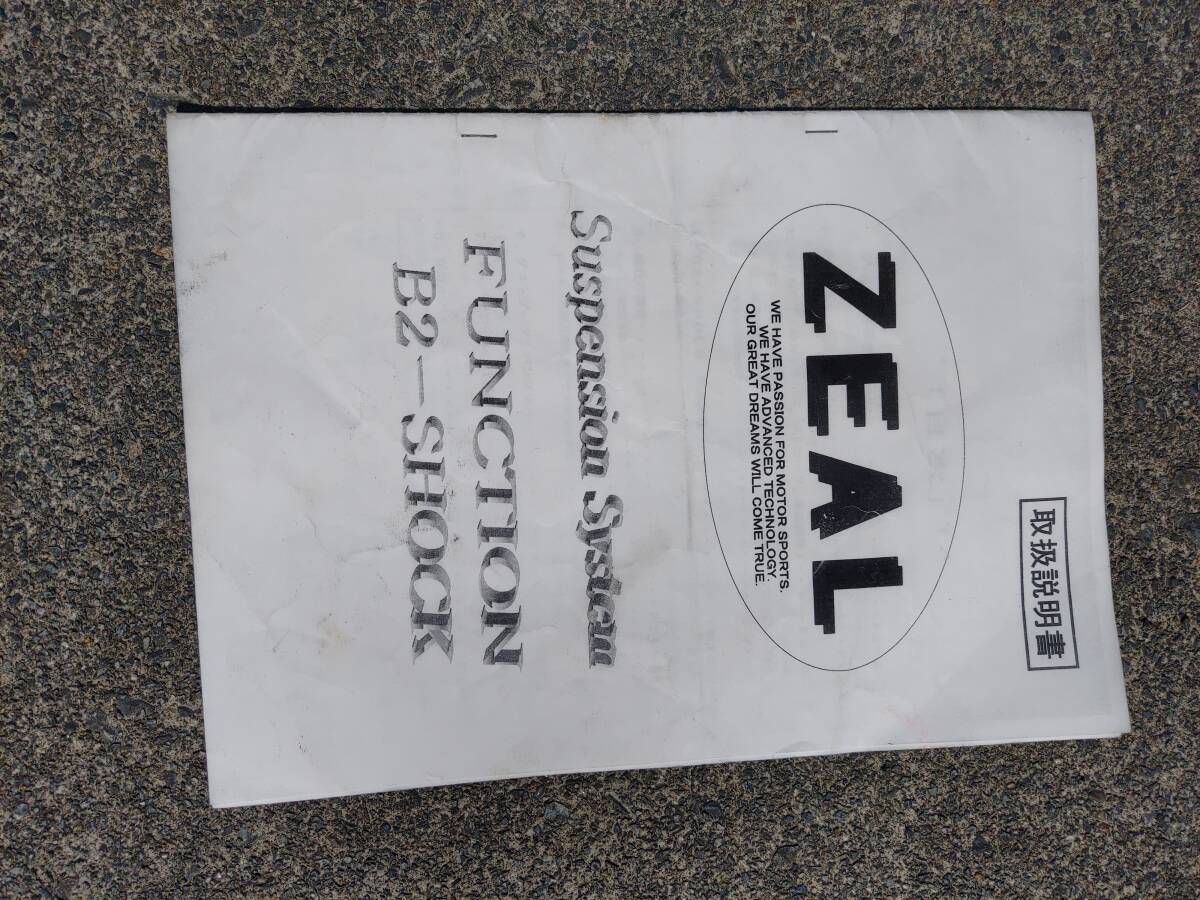 取扱説明書
ZEAL
WE HAVE PASSION FOR MOTOR SPORTS.
WE HAVE ADVANCED TECHNOLOGY.
OUR GREAT DREAMS WILL COME TRUE.
Suspension System
FUNCTION
B2-SHOCK